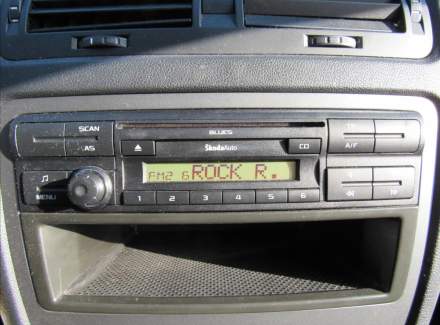 BLUES
SCAN
ŠkodaAuto
AS
CD
A/F
FM2 6 ROCK R.
MENU
1 2 3 4 5 6